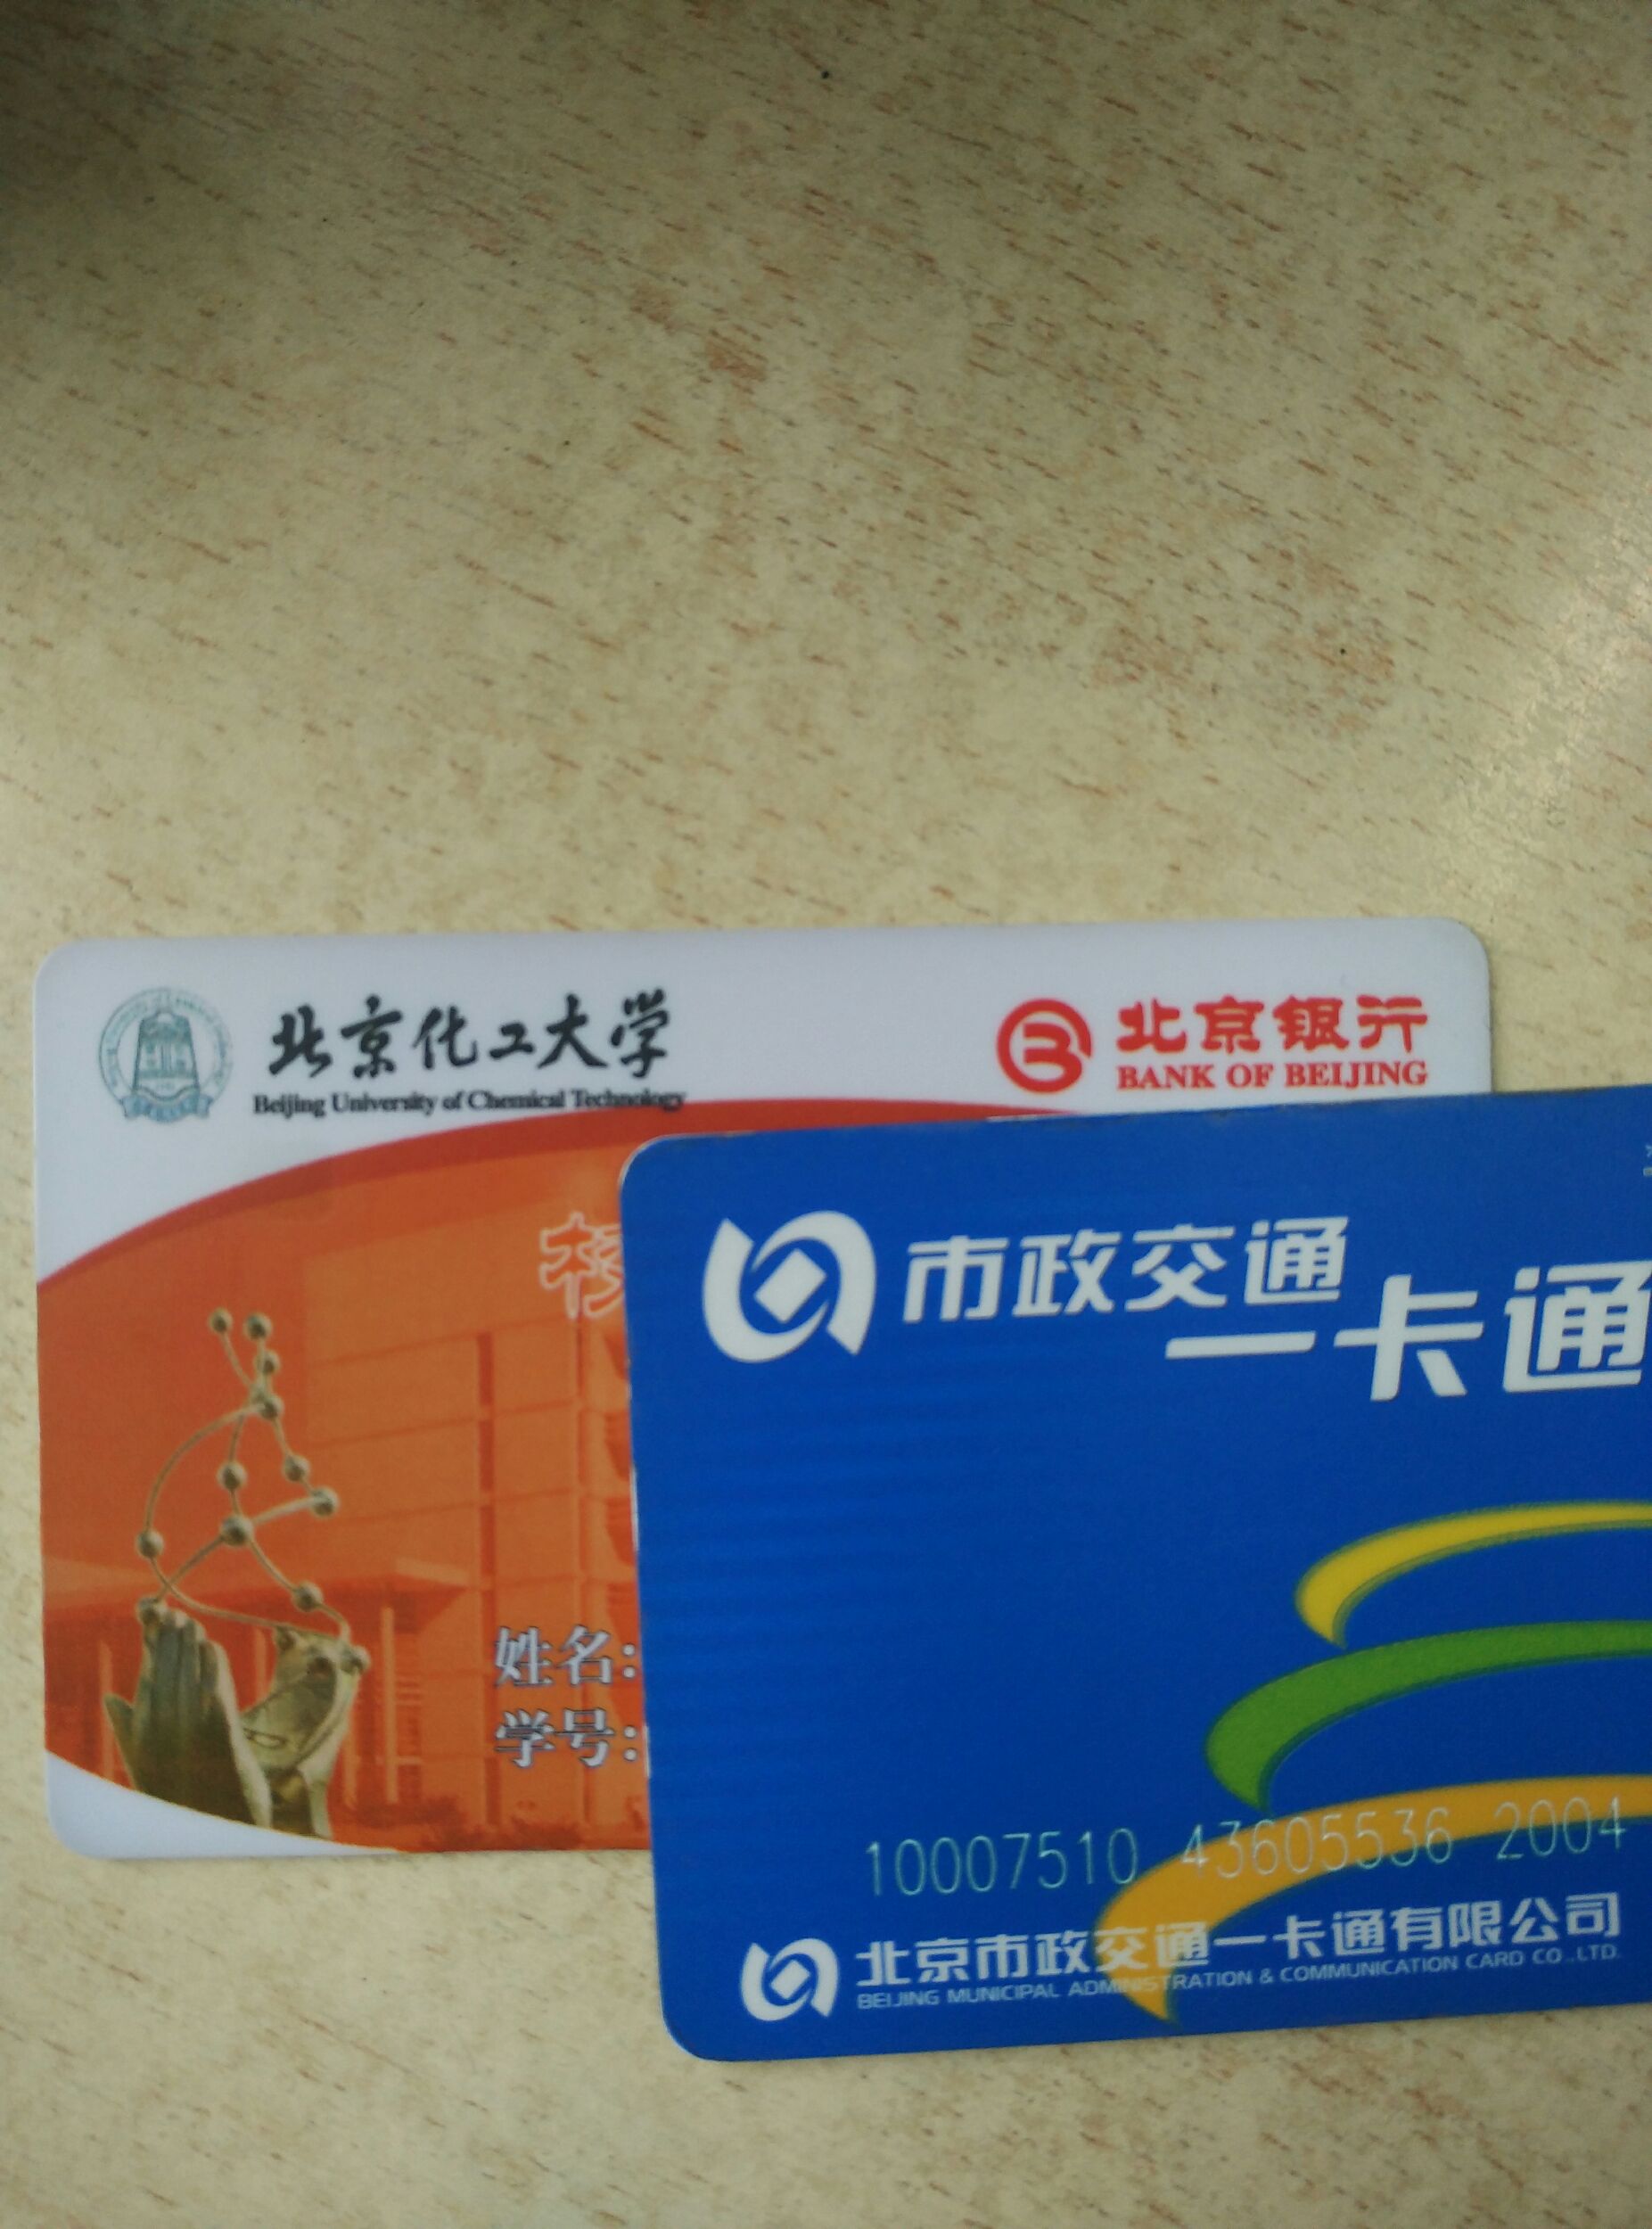 北京化工大学
Beijing University of Chemical Technology
北京银行
BANK OF BEIJING
姓名:
学号:
市政交通
一卡通
10007510 43605536 2004
北京市政交通一卡通有限公司
BEIJING MUNICIPAL ADMINISTRATION & COMMUNICATION CARD CO.,LTD.